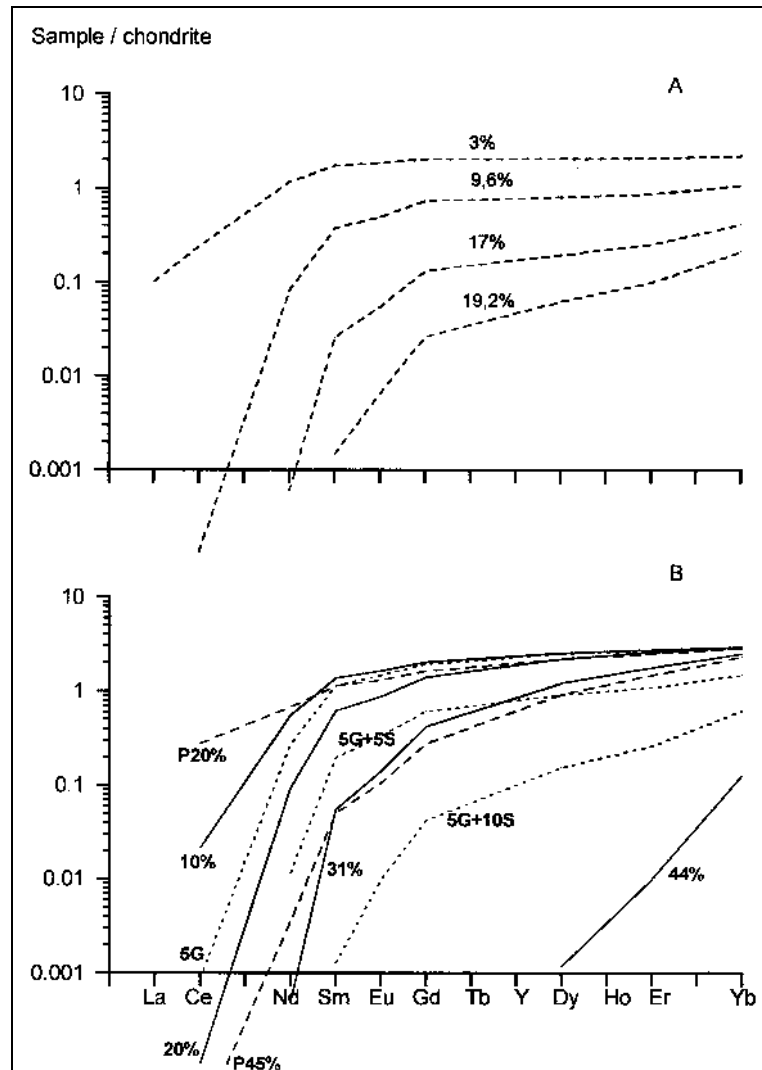 Sample / chondrite
A
10
3%
1
9,6%
17%
0.1
19,2%
0.01
0.001
B
10
1
P20%
5G+5S
0.1
5G+10S
10%
31%
44%
0.01
5G
0.001
La Ce Nd Sm Eu Gd Tb Y Dy Ho Er Yb
20%
P45%